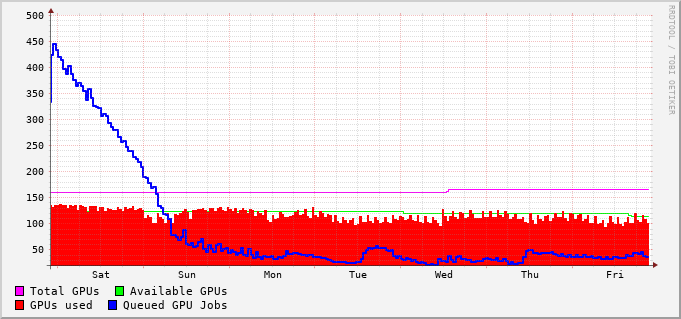 RRDTOOL / TOBI OETIKER
500
450
400
350
300
250
200
150
100
50
Sat Sun Mon Tue Wed Thu Fri
Total GPUs Available GPUs
GPUs used Queued GPU Jobs